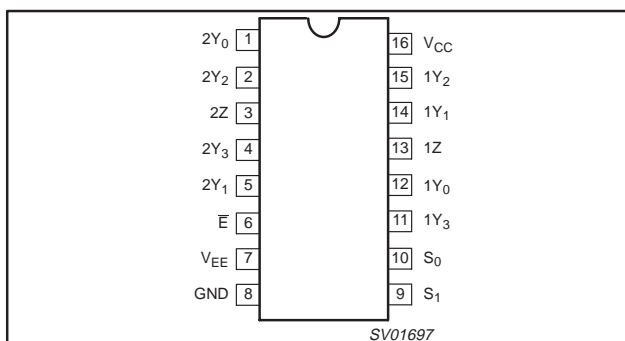 2Y0 1 16 VCC
2Y2 2 15 1Y2
2Z 3 14 1Y1
2Y3 4 13 1Z
2Y1 5 12 1Y0
E̅ 6 11 1Y3
VEE 7 10 S0
GND 8 9 S1
SV01697